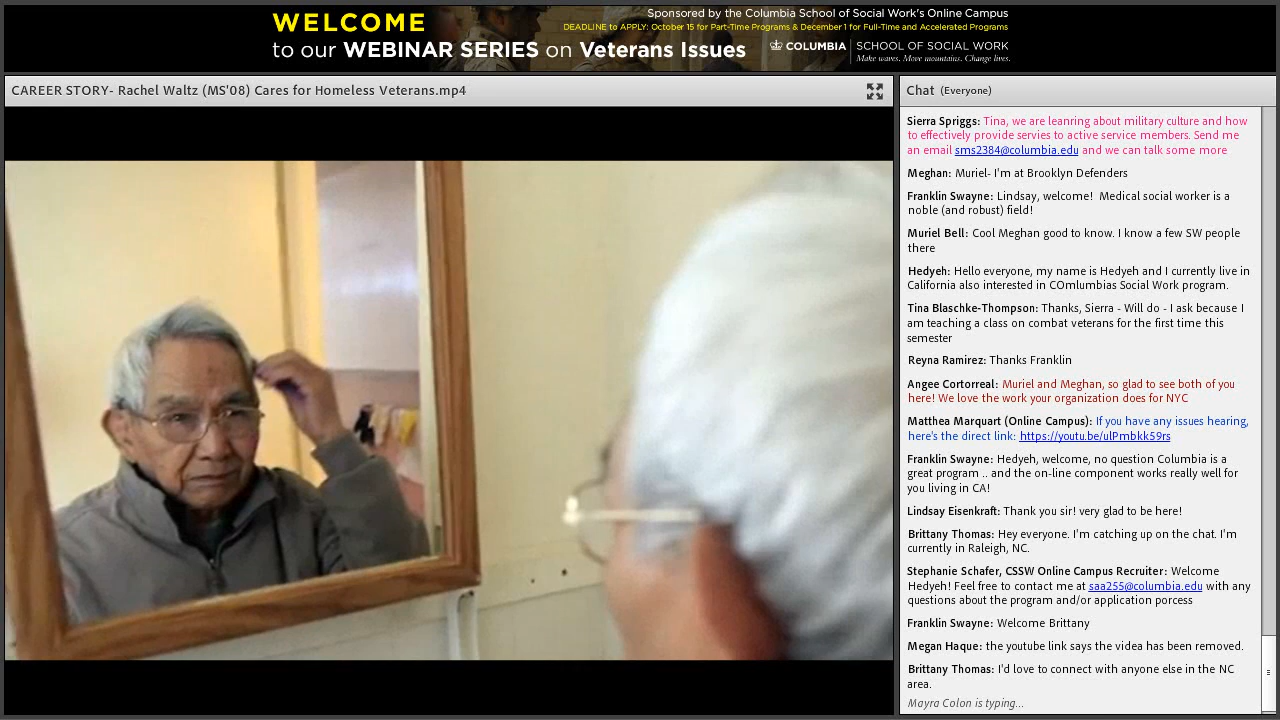 WELCOME
to our WEBINAR SERIES on Veterans Issues
Sponsored by the Columbia School of Social Work's Online Campus
DEADLINE to APPLY: October 15 for Part-Time Programs & December 1 for Full-Time and Accelerated Programs
COLUMBIA SCHOOL OF SOCIAL WORK
Make waves. Move mountains. Change lives.
CAREER STORY- Rachel Waltz (MS'08) Cares for Homeless Veterans.mp4
Chat (Everyone)
Sierra Spriggs: Tina, we are leanring about military culture and how
to effectively provide servies to active service members. Send me
an email sms2384@columbia.edu and we can talk some more
Meghan: Muriel- I'm at Brooklyn Defenders
Franklin Swayne: Lindsay, welcome! Medical social worker is a
noble (and robust) field!
Muriel Bell: Cool Meghan good to know. I know a few SW people
there
Hedyeh: Hello everyone, my name is Hedyeh and I currently live in
California also interested in COmlumbias Social Work program.
Tina Blaschke-Thompson: Thanks, Sierra - Will do - I ask because I
am teaching a class on combat veterans for the first time this
semester
Reyna Ramirez: Thanks Franklin
Angee Cortorreal: Muriel and Meghan, so glad to see both of you
here! We love the work your organization does for NYC
Matthea Marquart (Online Campus): If you have any issues hearing,
here's the direct link: https://youtu.be/ulPmbkk59rs
Franklin Swayne: Hedyeh, welcome, no question Columbia is a
great program .. and the on-line component works really well for
you living in CA!
Lindsay Eisenkraft: Thank you sir! very glad to be here!
Brittany Thomas: Hey everyone. I'm catching up on the chat. I'm
currently in Raleigh, NC.
Stephanie Schafer, CSSW Online Campus Recruiter: Welcome
Hedyeh! Feel free to contact me at saa255@columbia.edu with any
questions about the program and/or application porcess
Franklin Swayne: Welcome Brittany
Megan Haque: the youtube link says the videa has been removed.
Brittany Thomas: I'd love to connect with anyone else in the NC
area.
Mayra Colon is typing...